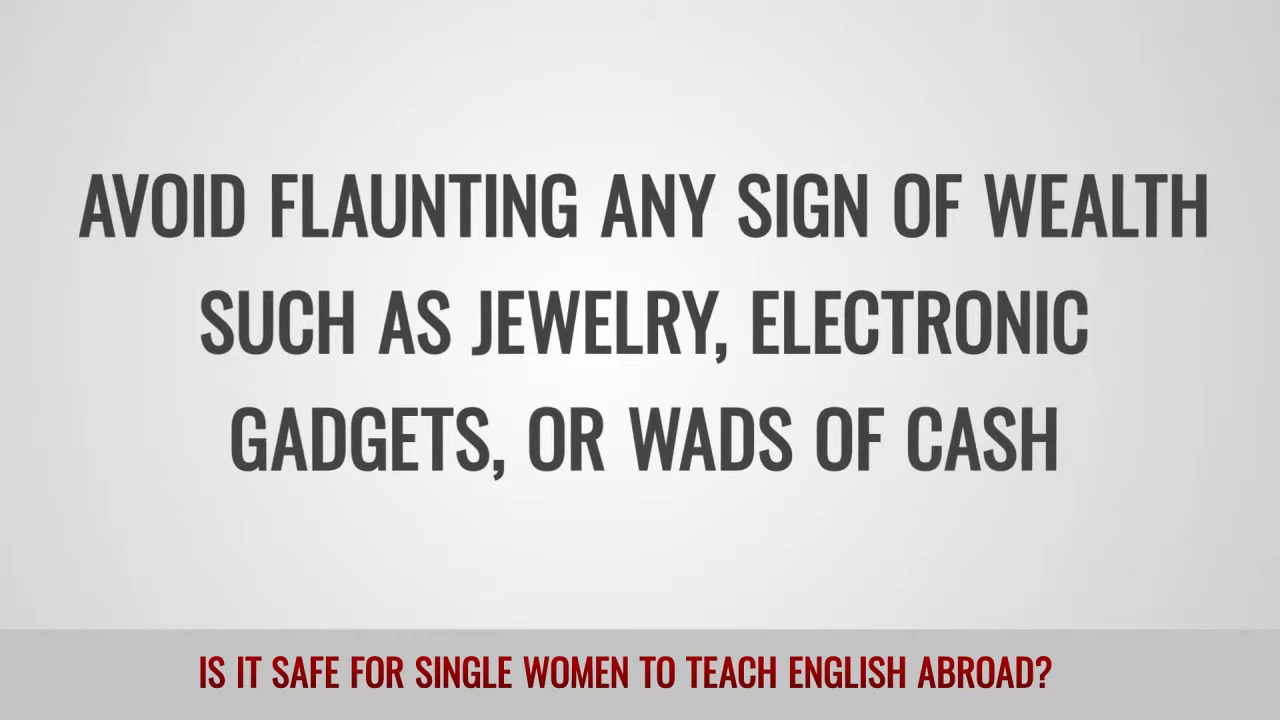 AVOID FLAUNTING ANY SIGN OF WEALTH
SUCH AS JEWELRY, ELECTRONIC
GADGETS, OR WADS OF CASH
IS IT SAFE FOR SINGLE WOMEN TO TEACH ENGLISH ABROAD?